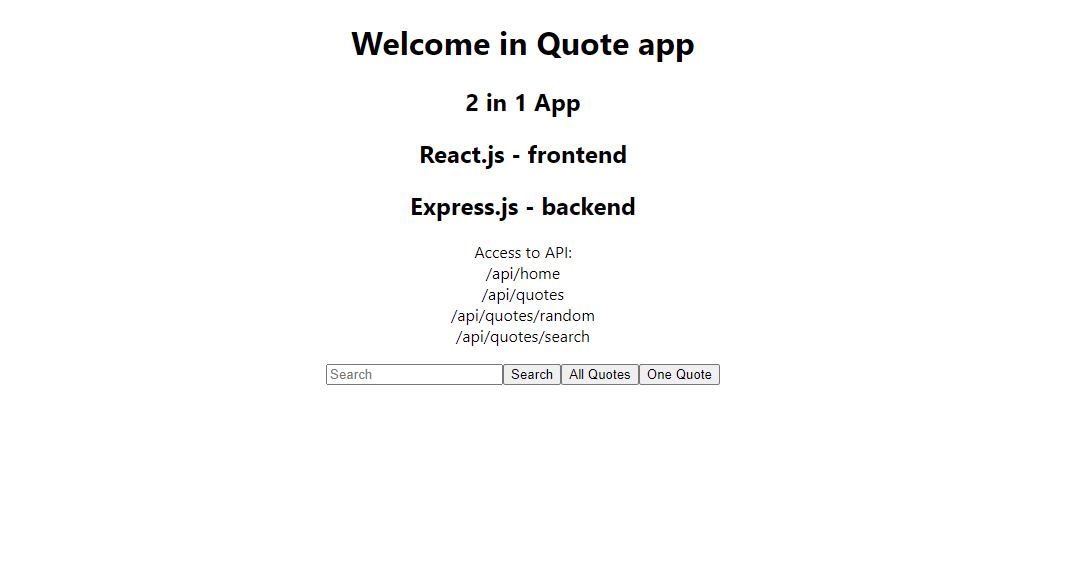 Welcome in Quote app
2 in 1 App
React.js - frontend
Express.js - backend
Access to API:
/api/home
/api/quotes
/api/quotes/random
/api/quotes/search
Search Search All Quotes One Quote